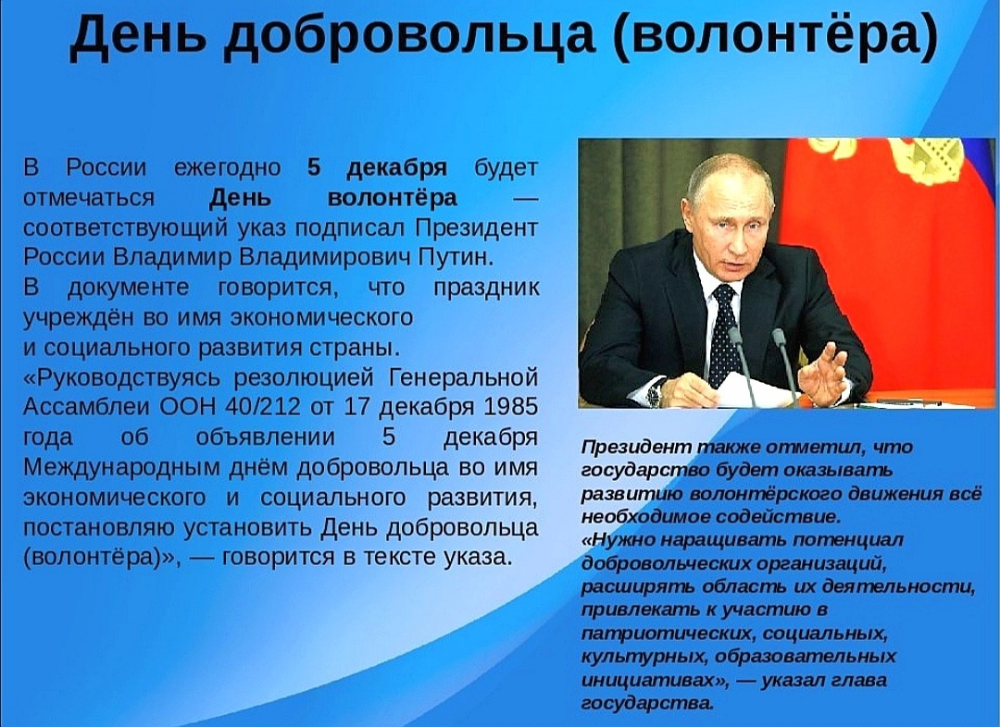 День добровольца (волонтёра)
В России ежегодно 5 декабря будет
отмечаться День волонтёра —
соответствующий указ подписал Президент
России Владимир Владимирович Путин.
В документе говорится, что праздник
учреждён во имя экономического
и социального развития страны.
«Руководствуясь резолюцией Генеральной
Ассамблеи ООН 40/212 от 17 декабря 1985
года об объявлении 5 декабря
Международным днём добровольца во имя
экономического и социального развития,
постановляю установить День добровольца
(волонтёра)», — говорится в тексте указа.
Президент также отметил, что
государство будет оказывать
развитию волонтёрского движения всё
необходимое содействие.
«Нужно наращивать потенциал
добровольческих организаций,
расширять область их деятельности,
привлекать к участию в
патриотических, социальных,
культурных, образовательных
инициативах», — указал глава
государства.